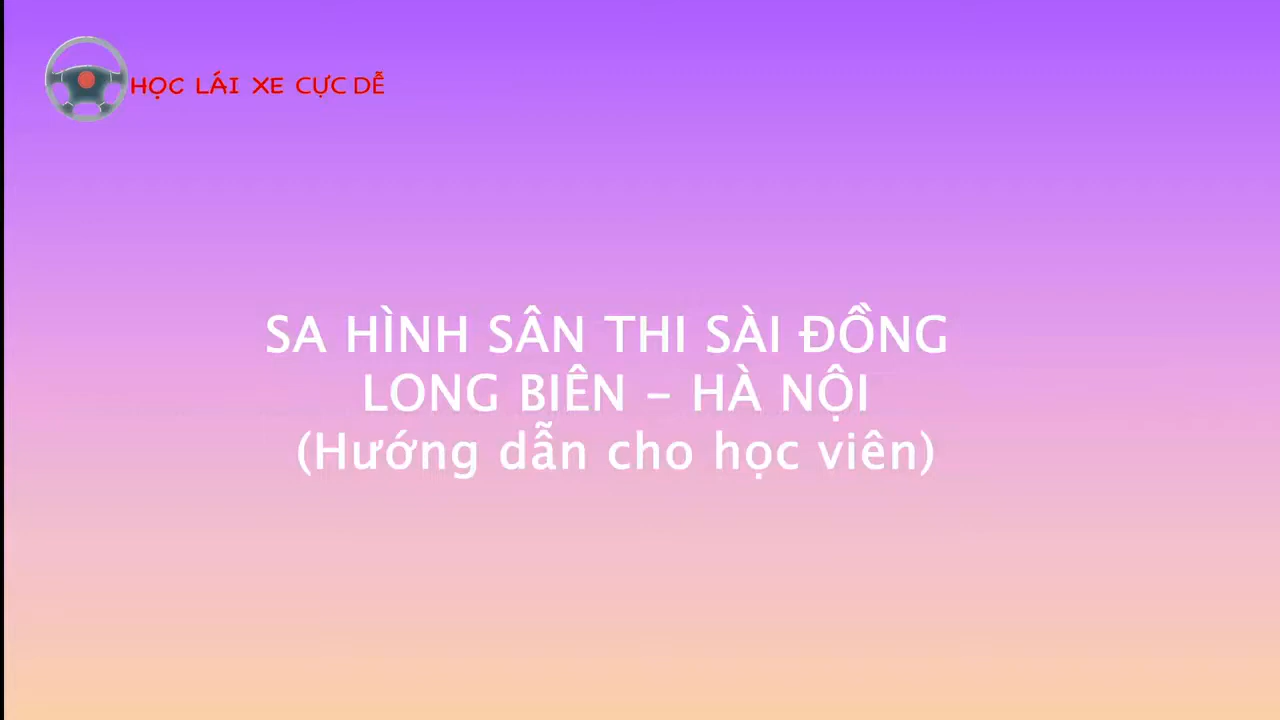 HỌC LÁI XE CỰC DỄ
SA HÌNH SÂN THI SÀI ĐỒNG
LONG BIÊN - HÀ NỘI
(Hướng dẫn cho học viên)